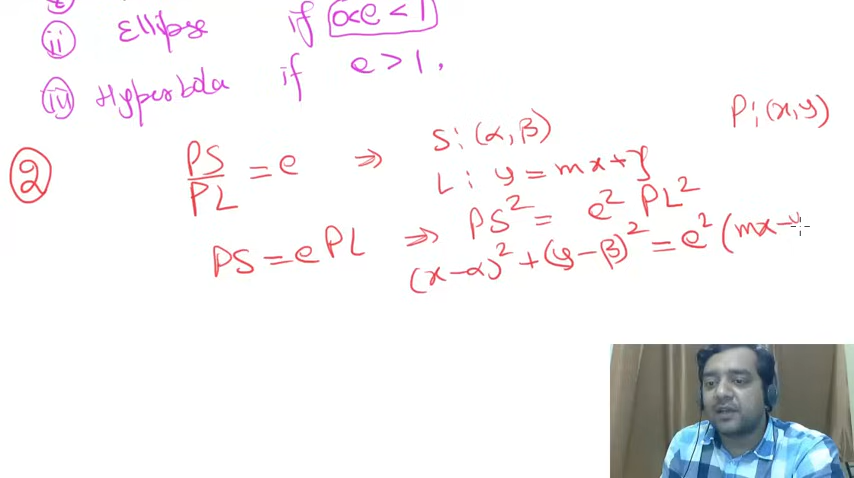 ii Ellipse if 0<e<1
iii Hyperbola if e > 1,
P:(x,y)
2 PS/PL = e ⇒ S:(α,β)
L: y = mx+γ
PS = e PL ⇒ PS² = e² PL²
(x-α)² + (y-β)² = e² (mx-y